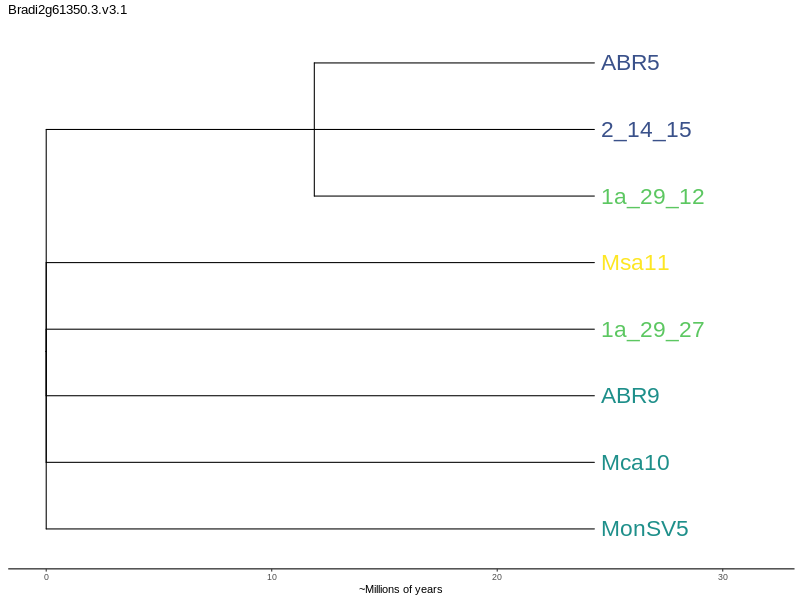 Bradi2g61350.3.v3.1
ABR5
2_14_15
1a_29_12
Msa11
1a_29_27
ABR9
Mca10
MonSV5
0 10 20 30
~Millions of years